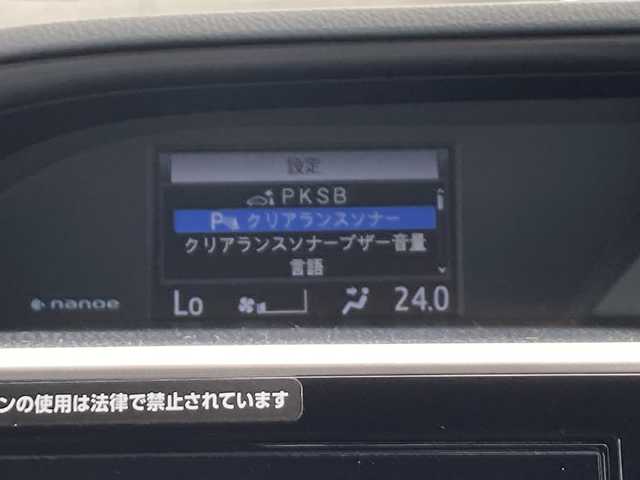 設定
PKSB
P クリアランスソナー
クリアランスソナーブザー音量
言語
nanoe
Lo 24.0
ンの使用は法律で禁止されています